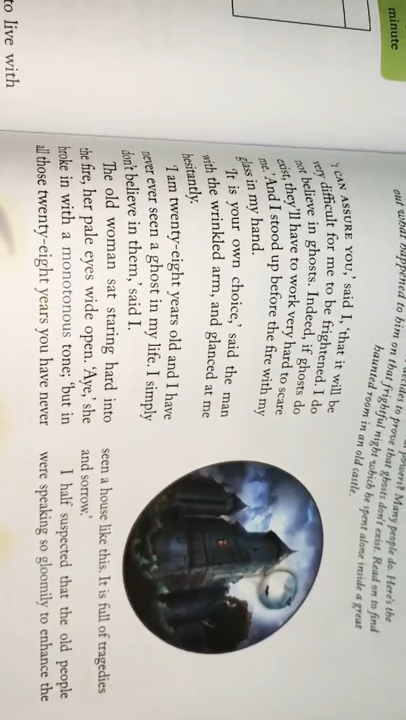 minute
to live with
decides to prove that
powers? Many people do. Here's the
out what happened to him on that frightful night which he spent alone inside a great
ghosts don't exist. Read on to find
haunted room in an old castle.
'I CAN ASSURE YOU,' said I, 'that it will be
very difficult for me to be frightened. I do
not believe in ghosts. Indeed, if ghosts do
exist, they'll have to work very hard to scare
me.' And I stood up before the fire with my
glass in my hand.
'It is your own choice,' said the man
with the wrinkled arm, and glanced at me
hesitantly.
'I am twenty-eight years old and I have
never ever seen a ghost in my life. I simply
don't believe in them,' said I.
The old woman sat staring hard into
the fire, her pale eyes wide open. 'Aye,' she
broke in with a monotonous tone; 'but in
all those twenty-eight years you have never
seen a house like this. It is full of tragedies
and sorrow.'
I half suspected that the old people
were speaking so gloomily to enhance the